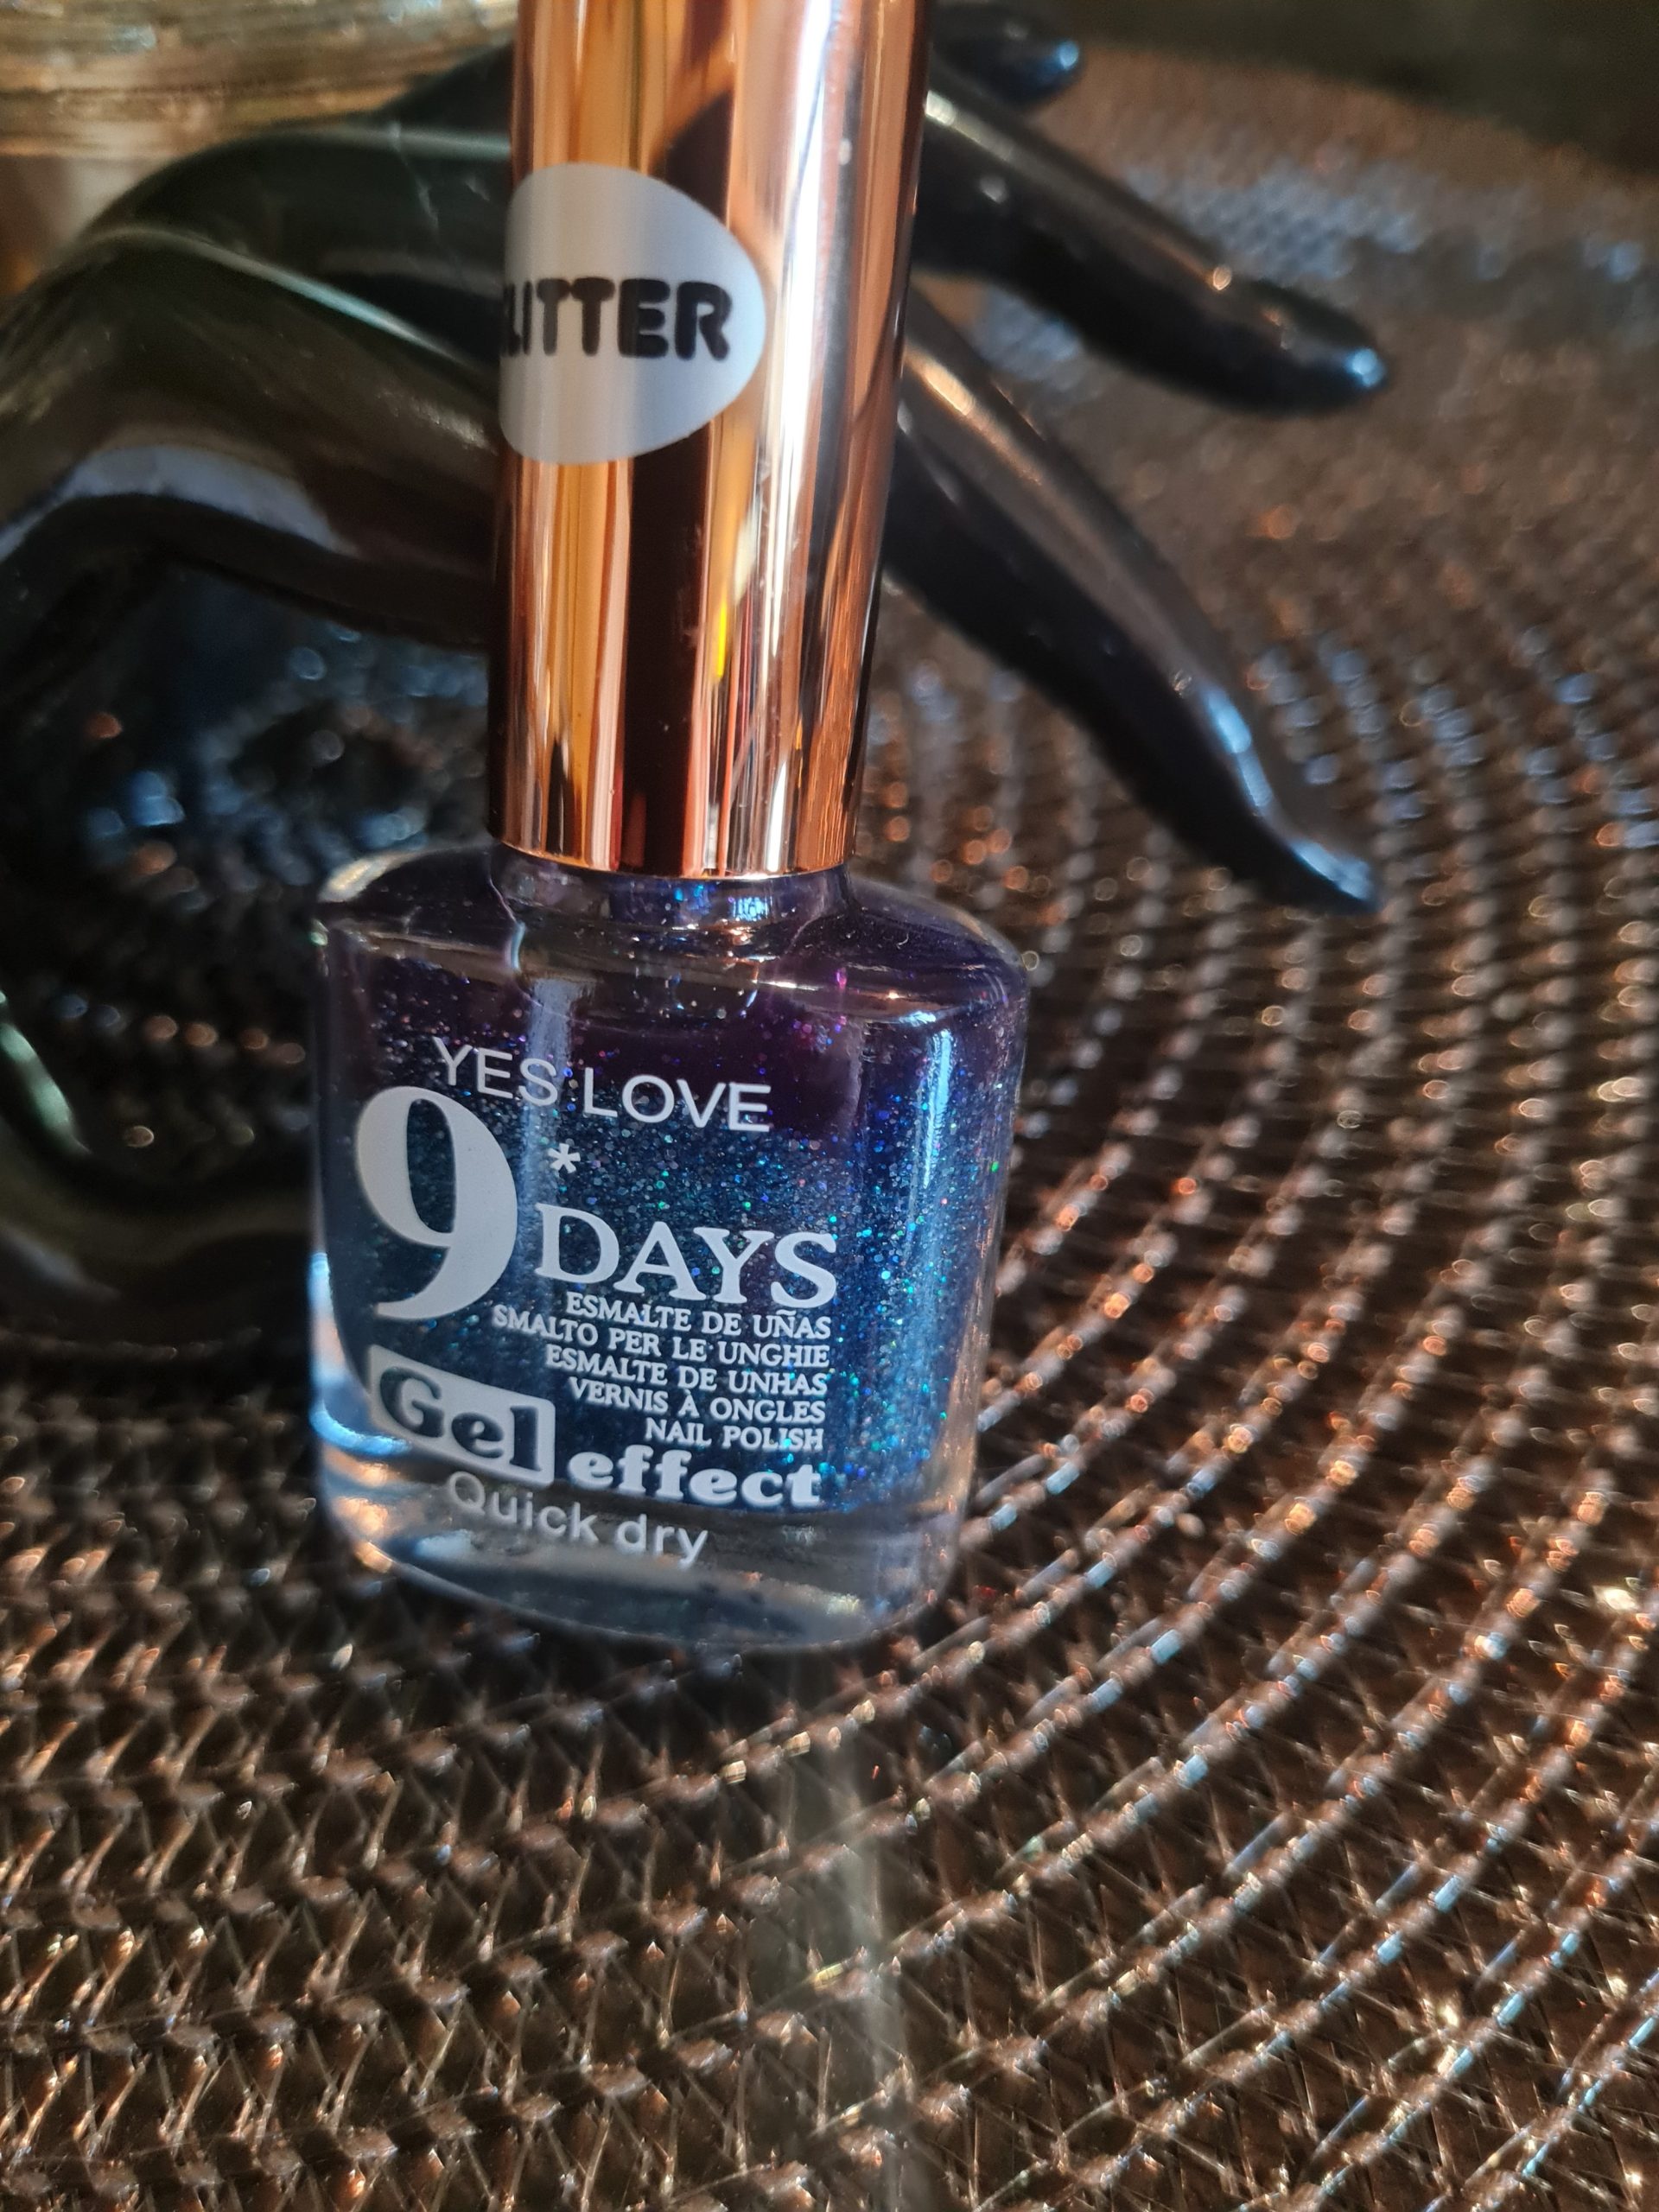 GLITTER
YES LOVE
9*
DAYS
ESMALTE DE UÑAS
SMALTO PER LE UNGHIE
ESMALTE DE UNHAS
VERNIS À ONGLES
NAIL POLISH
Gel effect
Quick dry